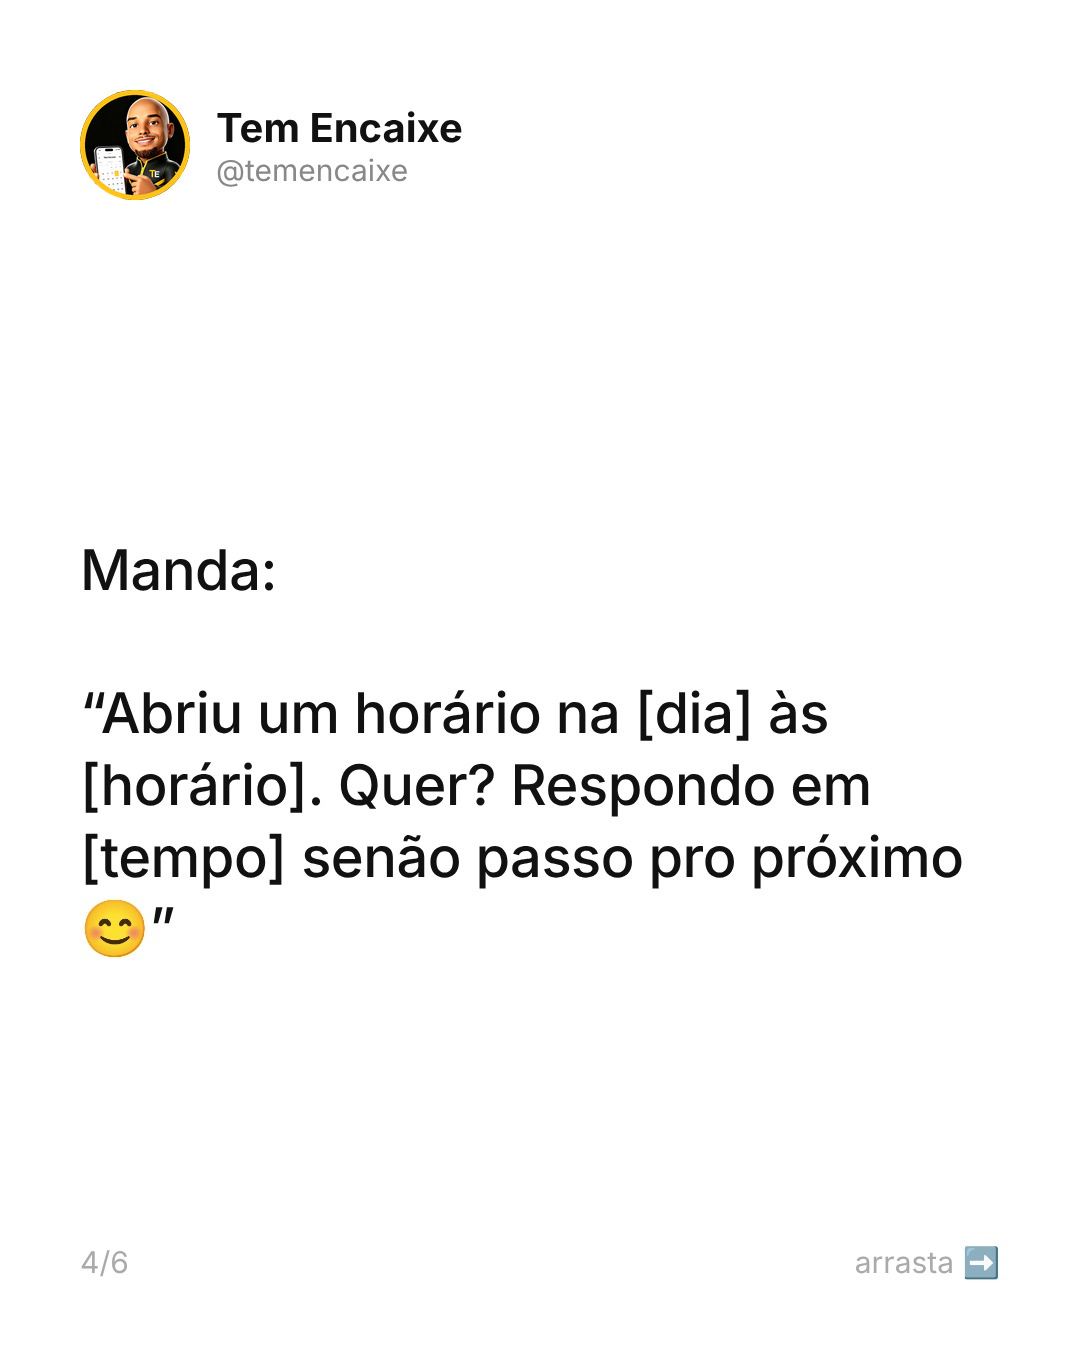 Tem Encaixe
@temencaixe
TE
Manda:
“Abriu um horário na [dia] às
[horário]. Quer? Respondo em
[tempo] senão passo pro próximo
😊”
4/6
arrasta ➡️